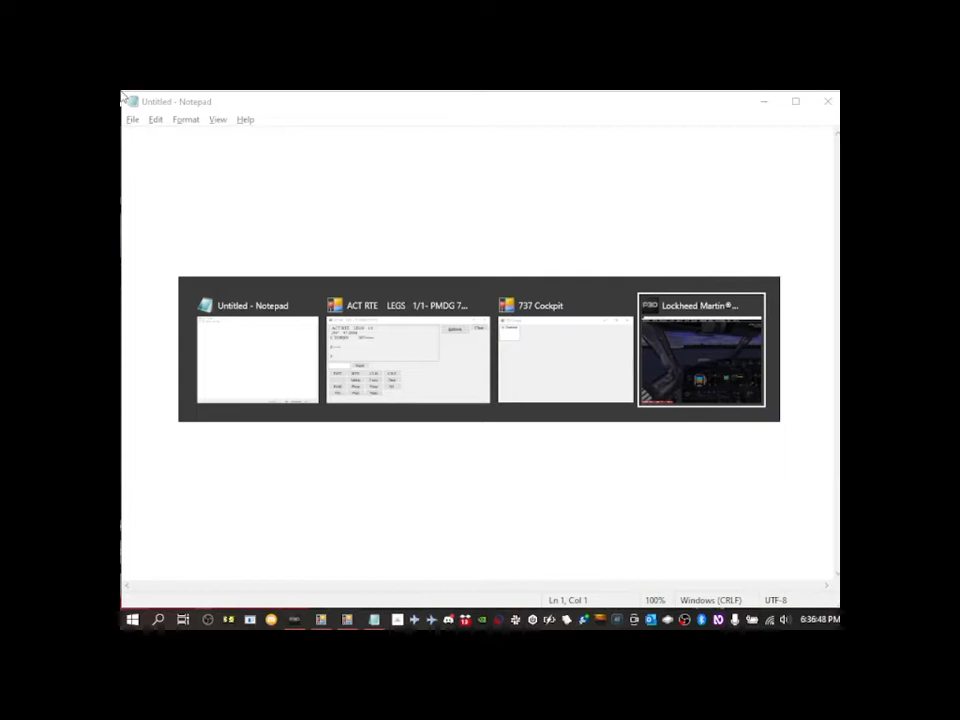 Untitled - Notepad
File Edit Format View Help
Untitled - Notepad
ACT RTE LEGS 1/1- PMDG 7...
737 Cockpit
P3D Lockheed Martin®...
Ln 1, Col 1 100% Windows (CRLF) UTF-8
6:36:48 PM